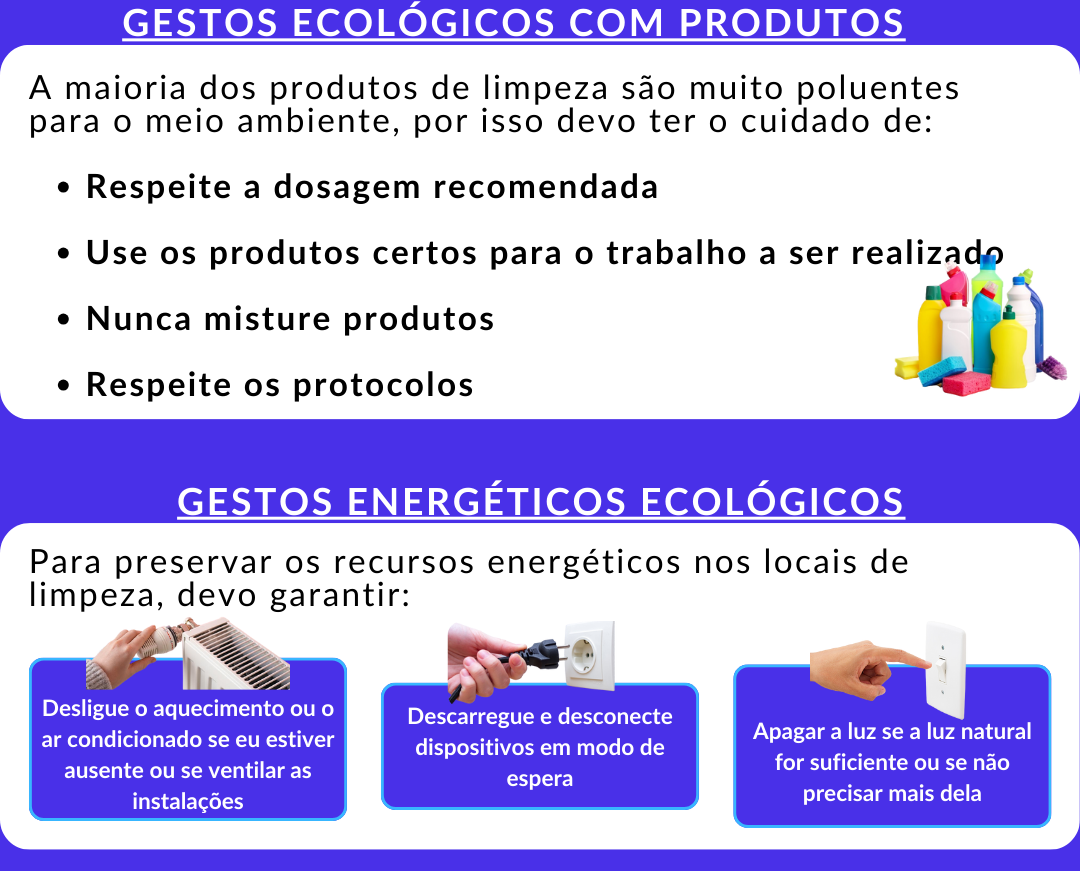 GESTOS ECOLÓGICOS COM PRODUTOS
A maioria dos produtos de limpeza são muito poluentes
para o meio ambiente, por isso devo ter o cuidado de:
• Respeite a dosagem recomendada
• Use os produtos certos para o trabalho a ser realizado
• Nunca misture produtos
• Respeite os protocolos
GESTOS ENERGÉTICOS ECOLÓGICOS
Para preservar os recursos energéticos nos locais de
limpeza, devo garantir:
Desligue o aquecimento ou o
ar condicionado se eu estiver
ausente ou se ventilar as
instalações
Descarregue e desconecte
dispositivos em modo de
espera
Apagar a luz se a luz natural
for suficiente ou se não
precisar mais dela